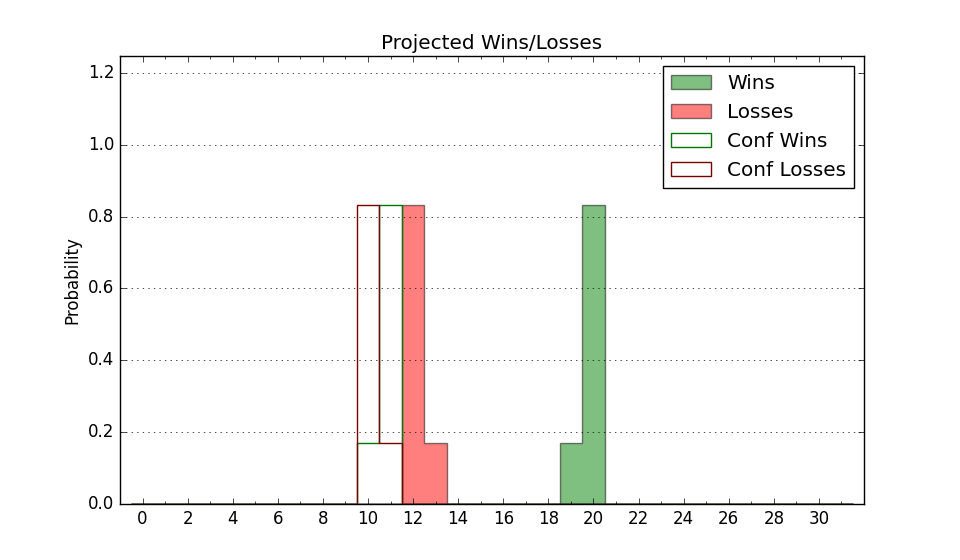 Projected Wins/Losses
1.2
1.0
0.8
0.6
0.4
0.2
0.0
Probability
Wins
Losses
Conf Wins
Conf Losses
0 2 4 6 8 10 12 14 16 18 20 22 24 26 28 30